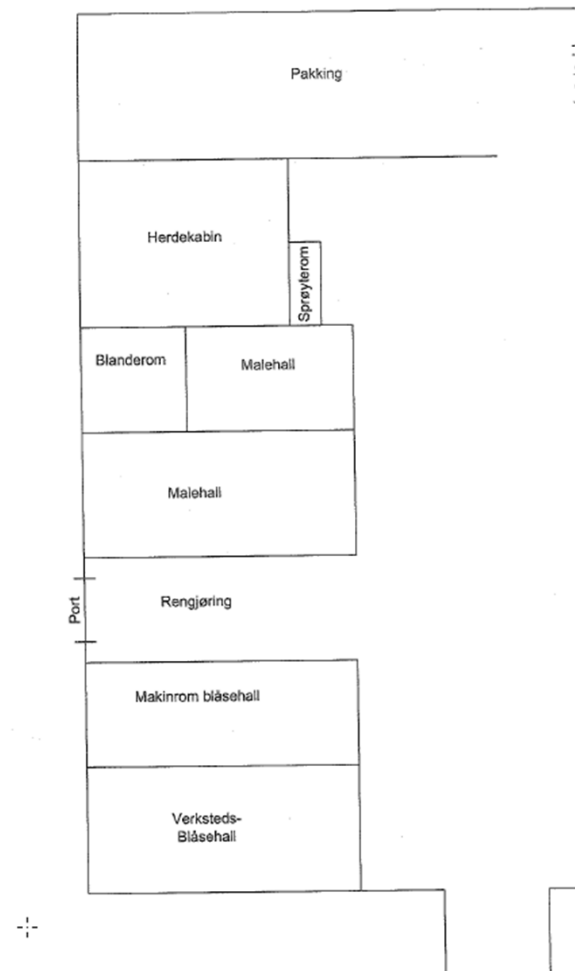 Pakking
Herdekabin
Sprøyterom
Blanderom
Malehall
Malehall
Port
Rengjøring
Makinrom blåsehall
Verksteds-
Blåsehall